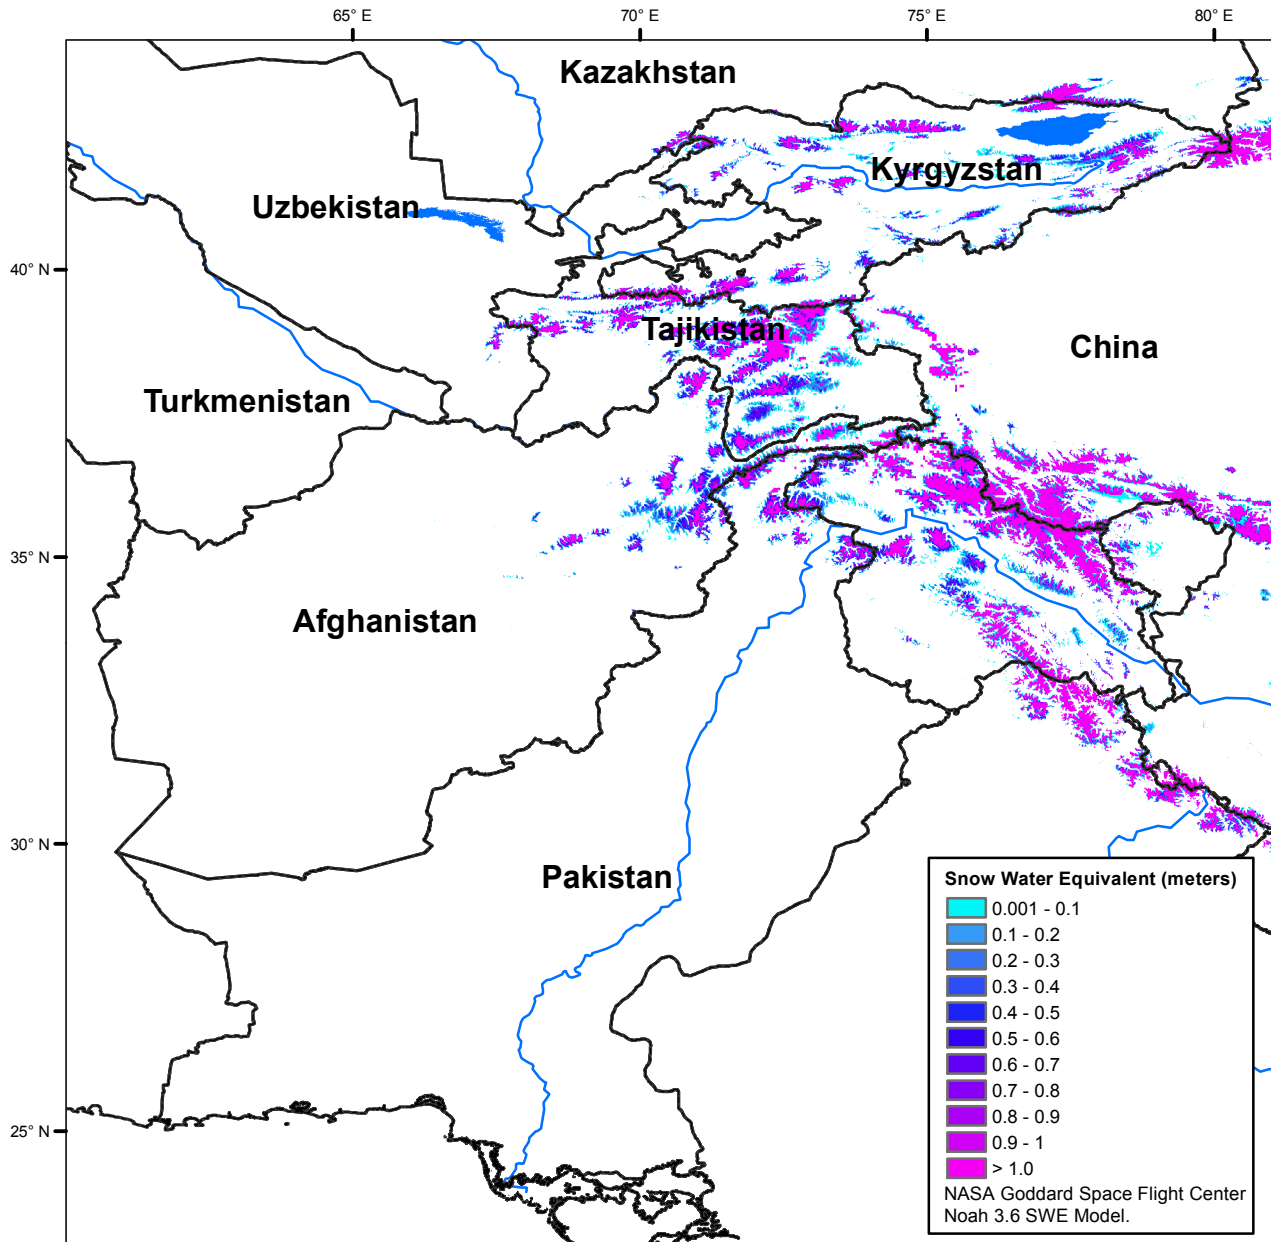 65° E
70° E
75° E
80° E
Kazakhstan
Kyrgyzstan
Uzbekistan
40° N
Tajikistan
China
Turkmenistan
35° N
Afghanistan
30° N
Pakistan
25° N
Snow Water Equivalent (meters)
0.001 - 0.1
0.1 - 0.2
0.2 - 0.3
0.3 - 0.4
0.4 - 0.5
0.5 - 0.6
0.6 - 0.7
0.7 - 0.8
0.8 - 0.9
0.9 - 1
> 1.0
NASA Goddard Space Flight Center
Noah 3.6 SWE Model.